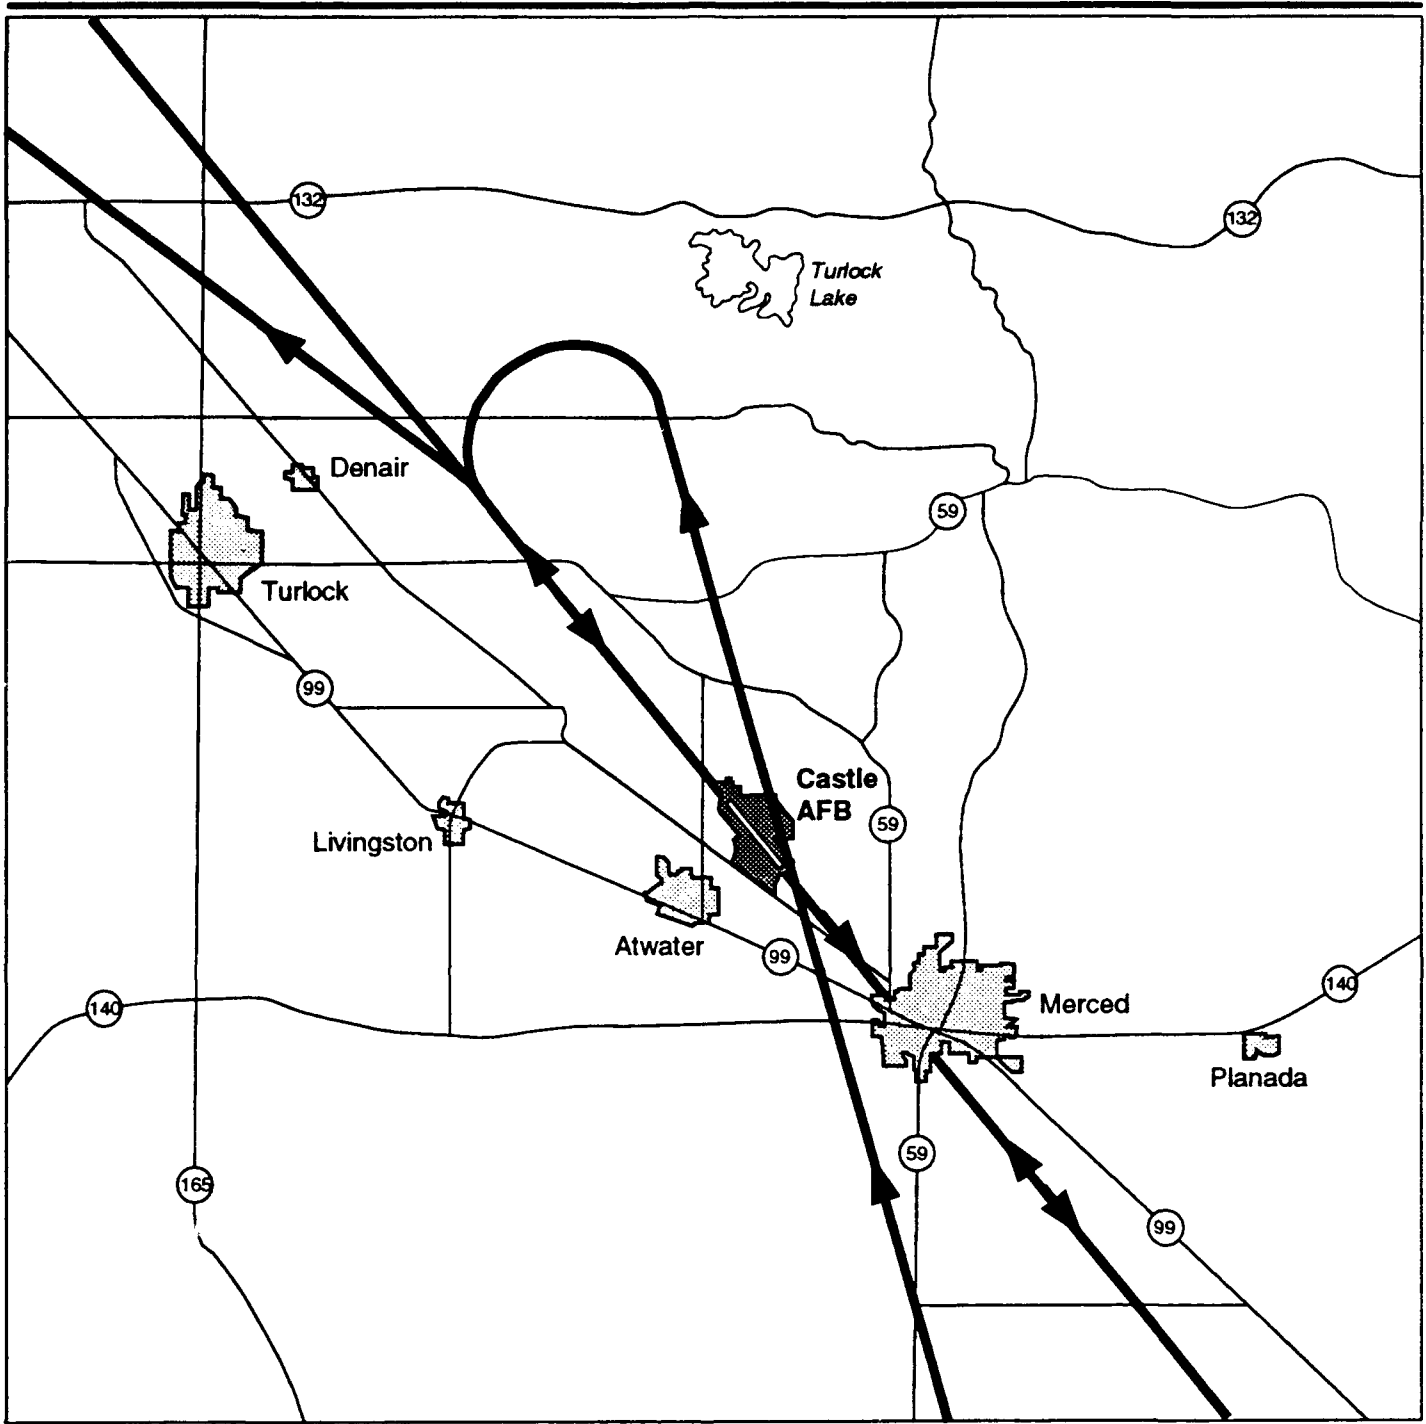 132
132
Turlock
Lake
Denair
59
Turlock
99
Castle
AFB
59
Livingston
Atwater
99
140
140
Merced
Planada
59
165
99